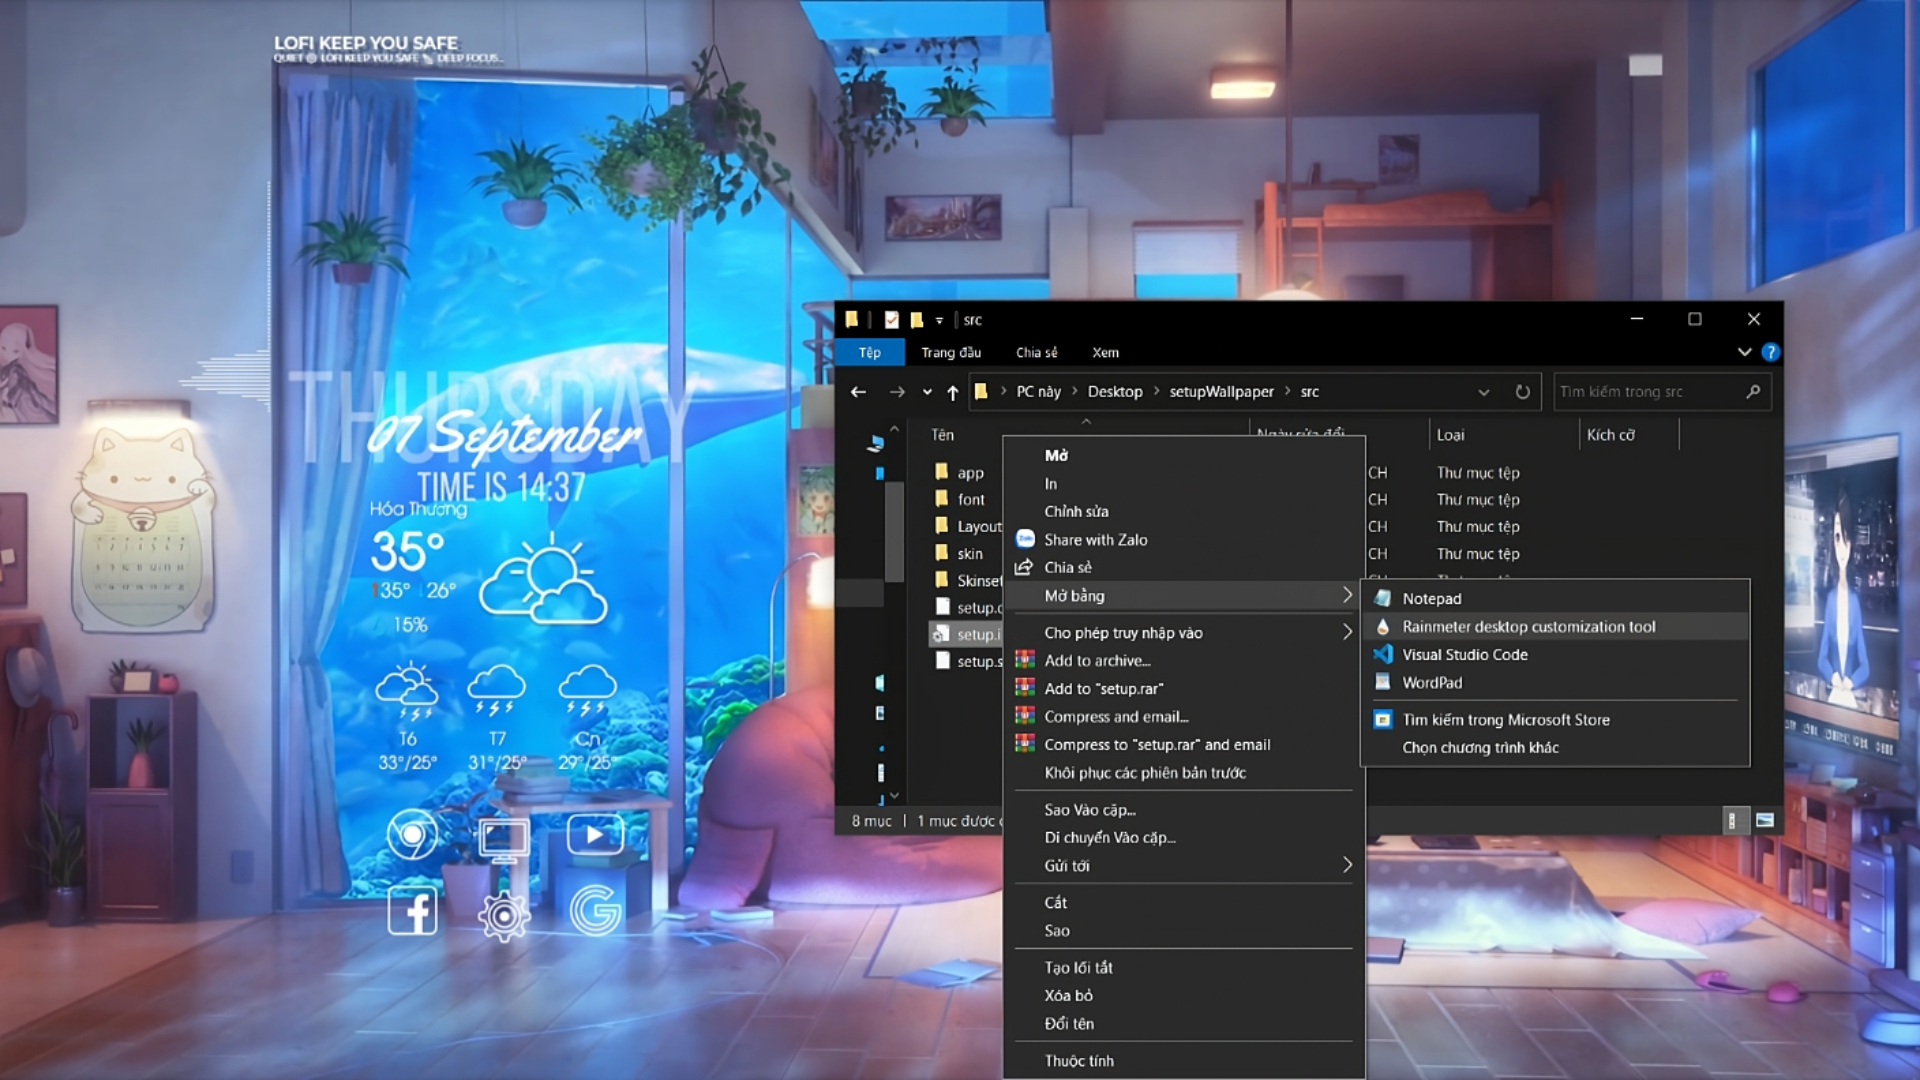 LOFI KEEP YOU SAFE
QUIET LOFI KEEP YOU SAFE DEEP FOCUS...
THURSDAY
07 September
TIME IS 14:37
Hóa Thượng
35°
35° 26°
15%
T6 T7 Cn
33°/25° 31°/25° 29°/25°
src
Tệp Trang đầu Chia sẻ Xem
PC này Desktop setupWallpaper src
Tìm kiếm trong src
Tên Ngày sửa đổi Loại Kích cỡ
app CH Thư mục tệp
font CH Thư mục tệp
Layout CH Thư mục tệp
skin CH Thư mục tệp
Skinset
setup.
setup.i
setup.s
8 mục 1 mục được
Mở
In
Chỉnh sửa
Share with Zalo
Chia sẻ
Mở bằng
Cho phép truy nhập vào
Add to archive...
Add to "setup.rar"
Compress and email...
Compress to "setup.rar" and email
Khôi phục các phiên bản trước
Sao Vào cặp...
Di chuyển Vào cặp...
Gửi tới
Cắt
Sao
Tạo lối tắt
Xóa bỏ
Đổi tên
Thuộc tính
Notepad
Rainmeter desktop customization tool
Visual Studio Code
WordPad
Tìm kiếm trong Microsoft Store
Chọn chương trình khác